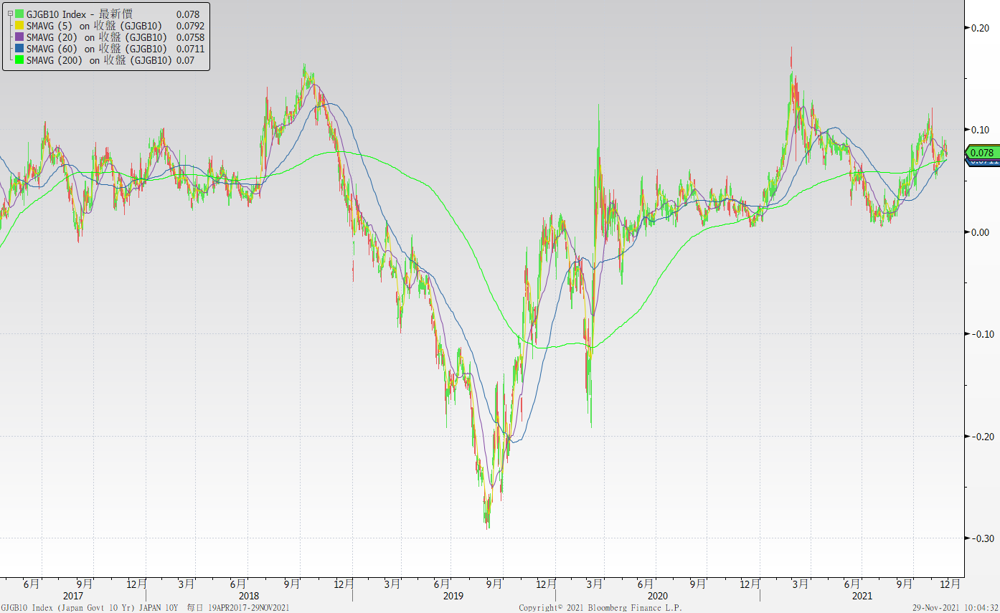 GJGB10 Index - 最新價 0.078
SMAVG (5) on 收盤 (GJGB10) 0.0792
SMAVG (20) on 收盤 (GJGB10) 0.0758
SMAVG (60) on 收盤 (GJGB10) 0.0711
SMAVG (200) on 收盤 (GJGB10) 0.07
0.20
0.10
0.078
0.0711
0.00
-0.10
-0.20
-0.30
6月 9月 12月 3月 6月 9月 12月 3月 6月 9月 12月 3月 6月 9月 12月 3月 6月 9月 12月
2017 2018 2019 2020 2021
GJGB10 Index (Japan Govt 10 Yr) JAPAN 10Y 每日 19APR2017-29NOV2021 Copyright© 2021 Bloomberg Finance L.P. 29-Nov-2021 10:04:32